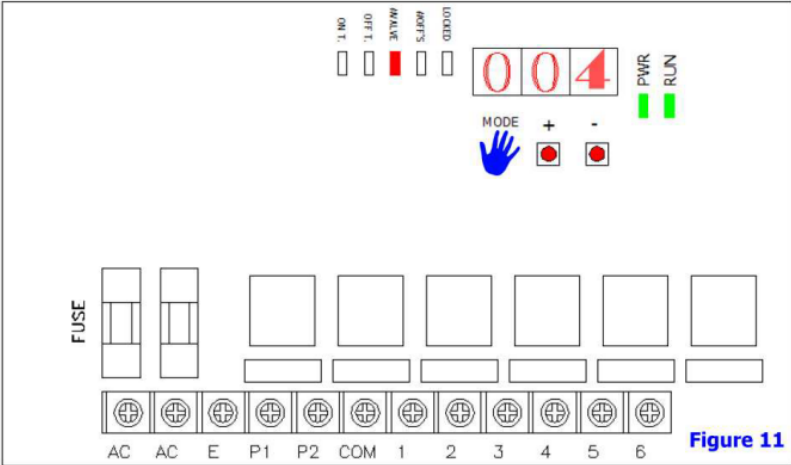 ON T. OFF T. #VALVE #OFF'S LOCKED
004
PWR RUN
MODE + -
FUSE
AC AC E P1 P2 COM 1 2 3 4 5 6
Figure 11